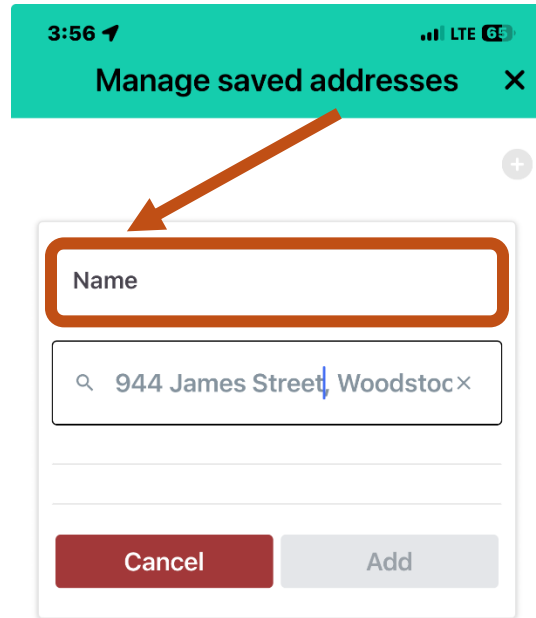 3:56 LTE 65
Manage saved addresses
Name
944 James Street, Woodstoc
Cancel Add